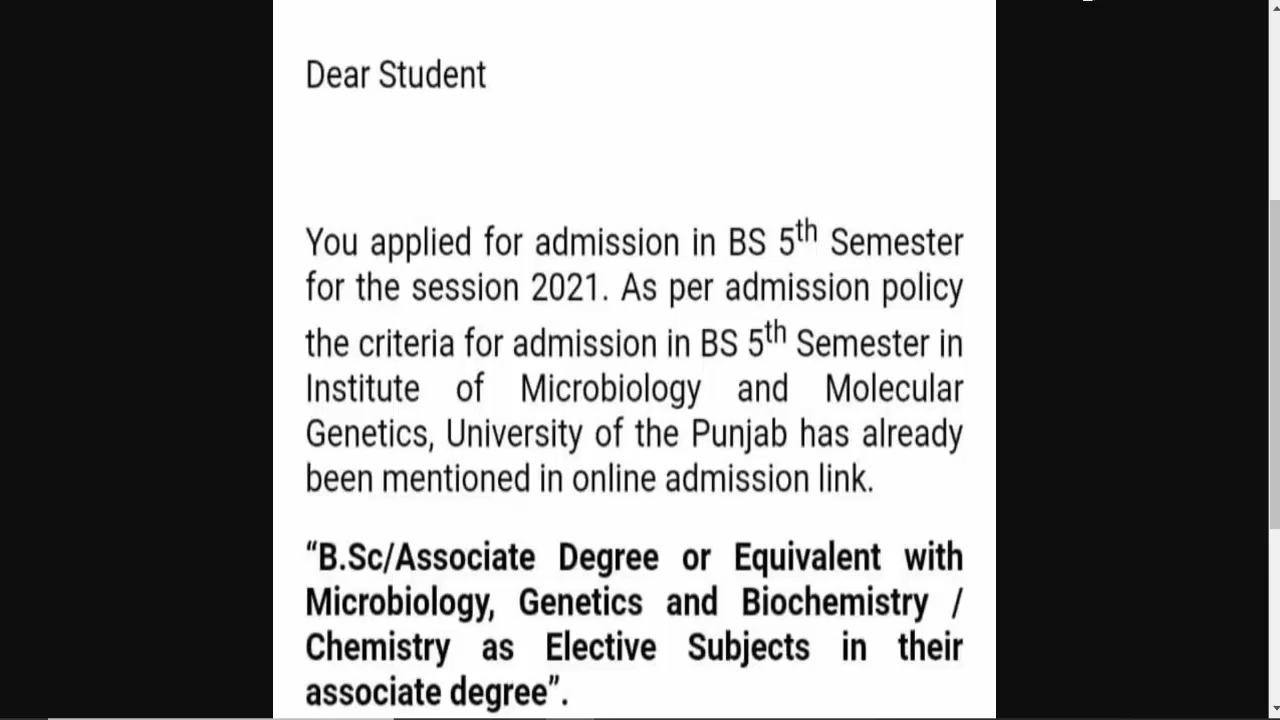 Dear Student
You applied for admission in BS 5th Semester
for the session 2021. As per admission policy
the criteria for admission in BS 5th Semester in
Institute of Microbiology and Molecular
Genetics, University of the Punjab has already
been mentioned in online admission link.
“B.Sc/Associate Degree or Equivalent with
Microbiology, Genetics and Biochemistry /
Chemistry as Elective Subjects in their
associate degree”.